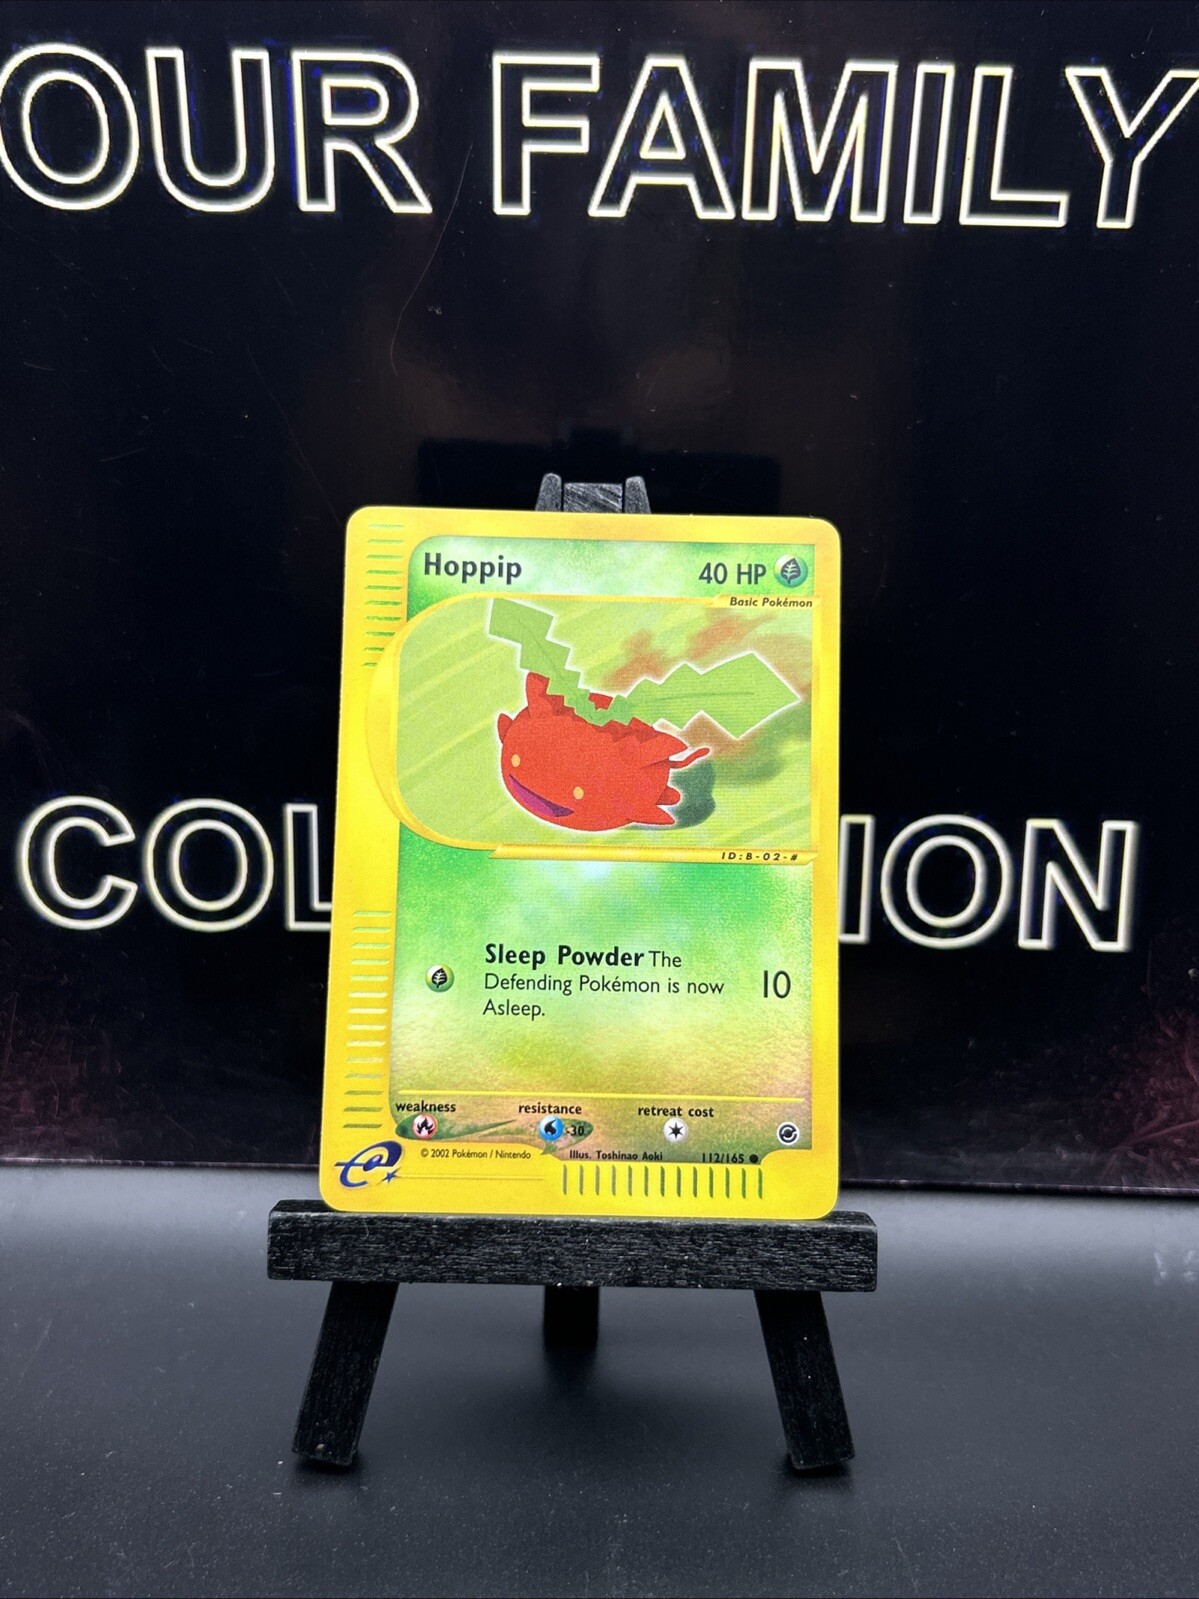 OUR FAMILY
COL ION
Hoppip
40 HP
Basic Pokémon
ID:B-02-#
Sleep Powder The
Defending Pokémon is now
Asleep.
10
weakness
resistance
retreat cost
-30
© 2002 Pokémon / Nintendo
Illus. Toshinao Aoki
112/165